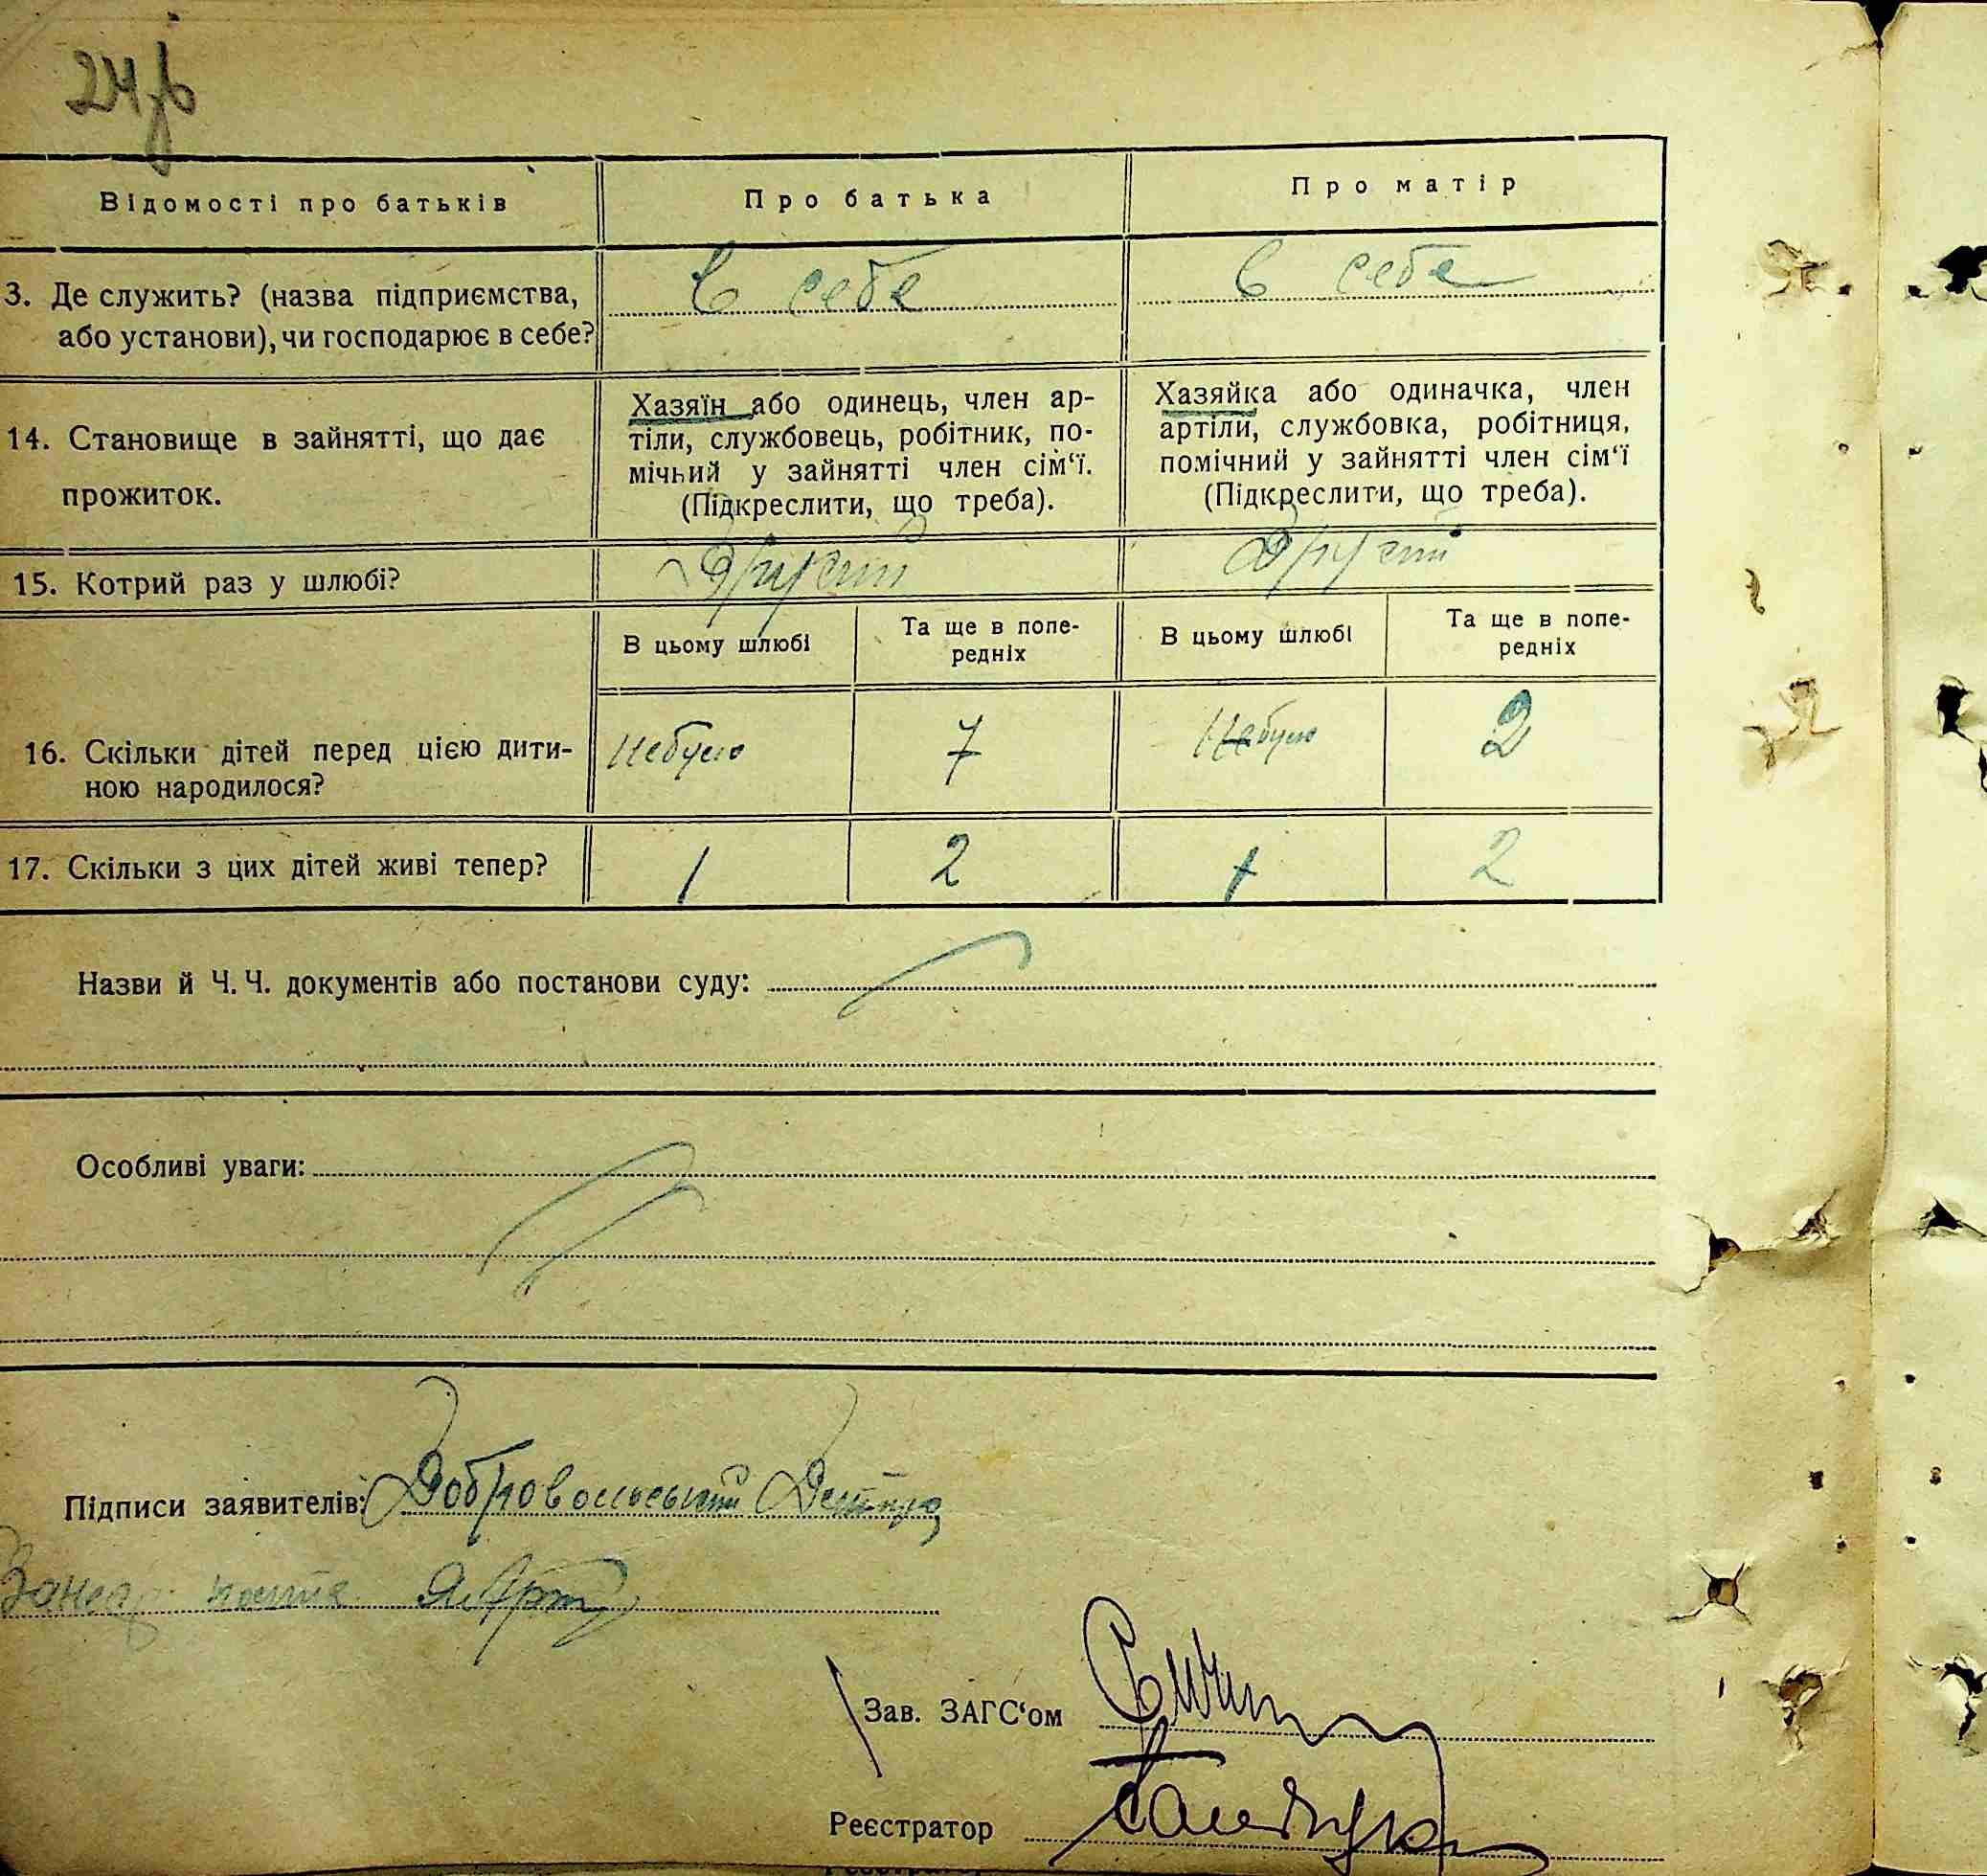 Відомості про батьків
Про батька
Про матір
3. Де служить? (назва підприємства,
або установи), чи господарює в себе?
в себе
в себе
14. Становище в зайнятті, що дає
прожиток.
Хазяїн або одинець, член ар-
тіли, службовець, робітник, по-
мічний у зайнятті член сім‘ї.
(Підкреслити, що треба).
Хазяйка або одиначка, член
артіли, службовка, робітниця,
помічний у зайнятті член сім‘ї
(Підкреслити, що треба).
15. Котрий раз у шлюбі?
Другий
Другий
В цьому шлюбі
Та ще в попе-
редніх
В цьому шлюбі
Та ще в попе-
редніх
16. Скільки дітей перед цією дити-
ною народилося?
Небуло
7
Небуло
2
17. Скільки з цих дітей живі тепер?
1
2
1
2
Назви й Ч. Ч. документів або постанови суду:
Особливі уваги:
Підписи заявителів: Добровольський
Зав. ЗАГС‘ом
Реєстратор